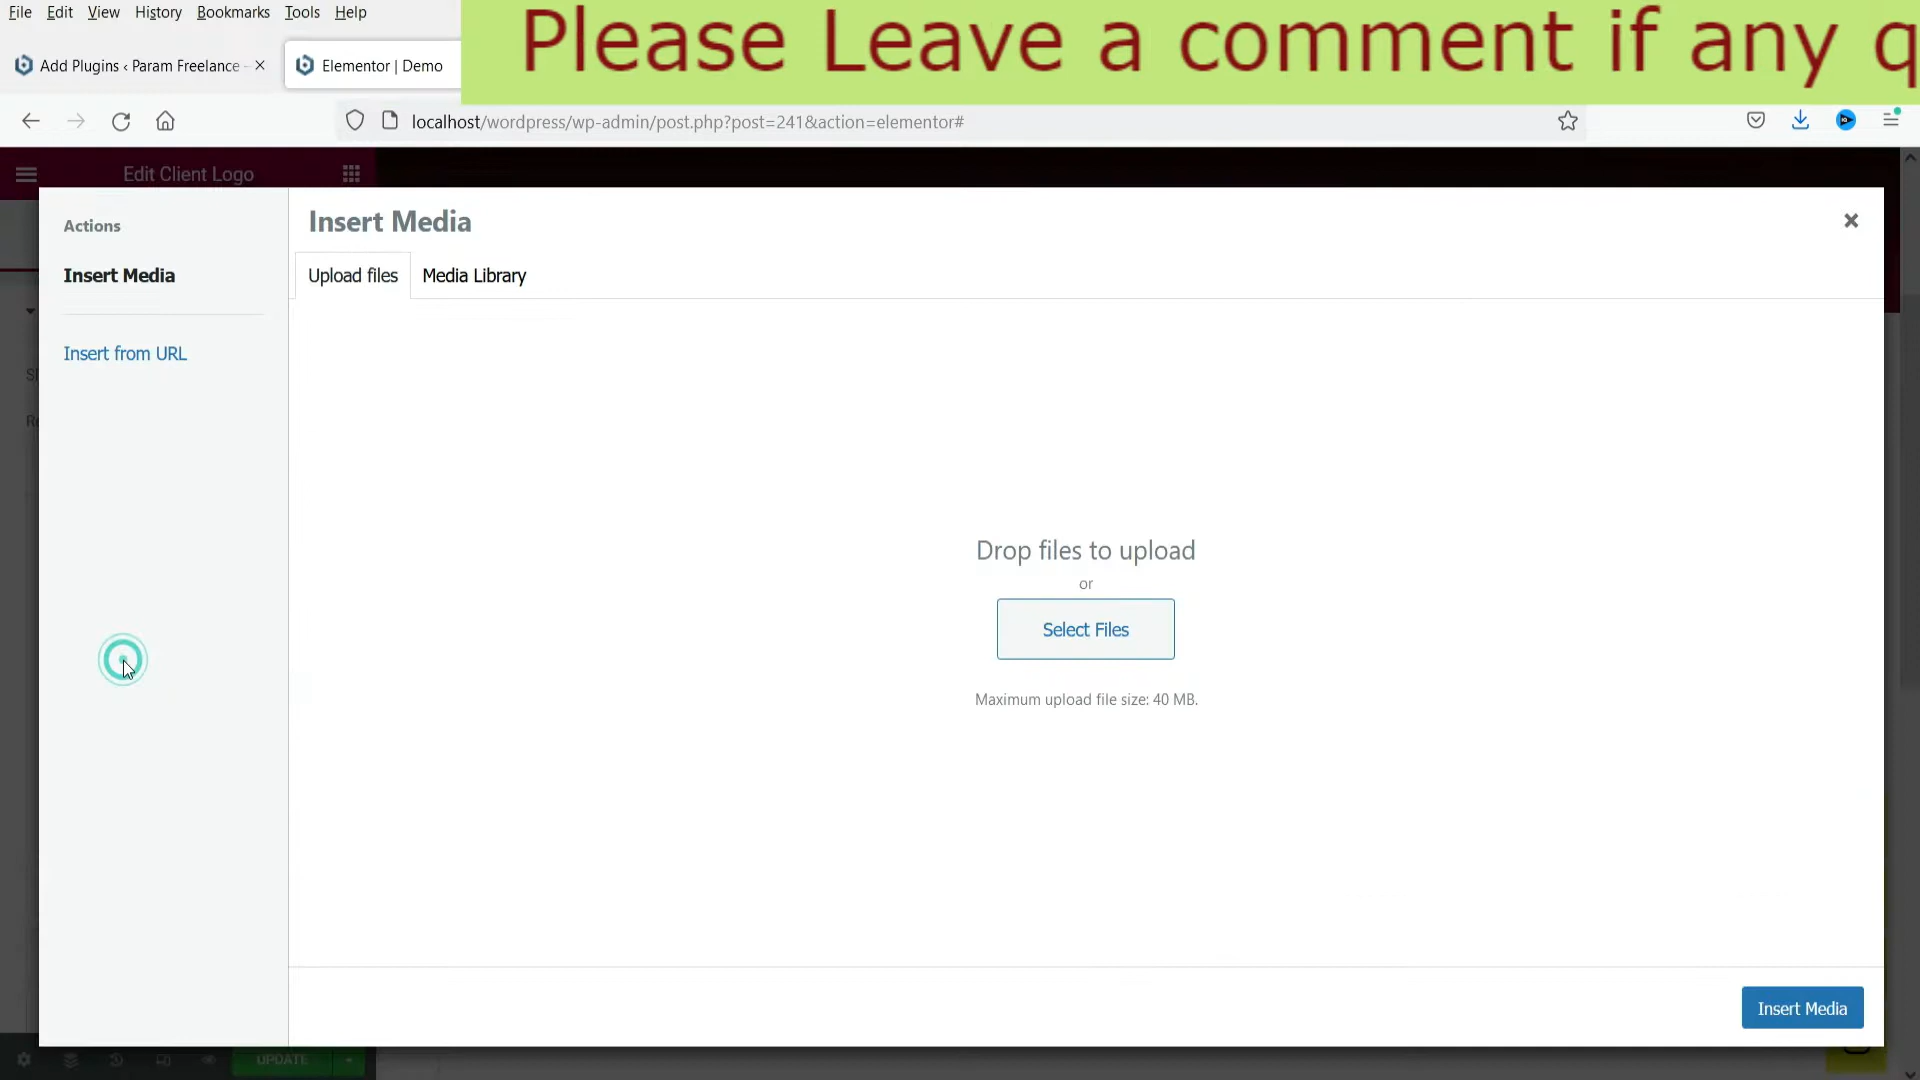 File Edit View History Bookmarks Tools Help
Please Leave a comment if any q
Add Plugins ‹ Param Freelance
Elementor | Demo
localhost/wordpress/wp-admin/post.php?post=241&action=elementor#
Edit Client Logo
Actions
Insert Media
Insert from URL
Insert Media
Upload files
Media Library
Drop files to upload
or
Select Files
Maximum upload file size: 40 MB.
Insert Media
UPDATE